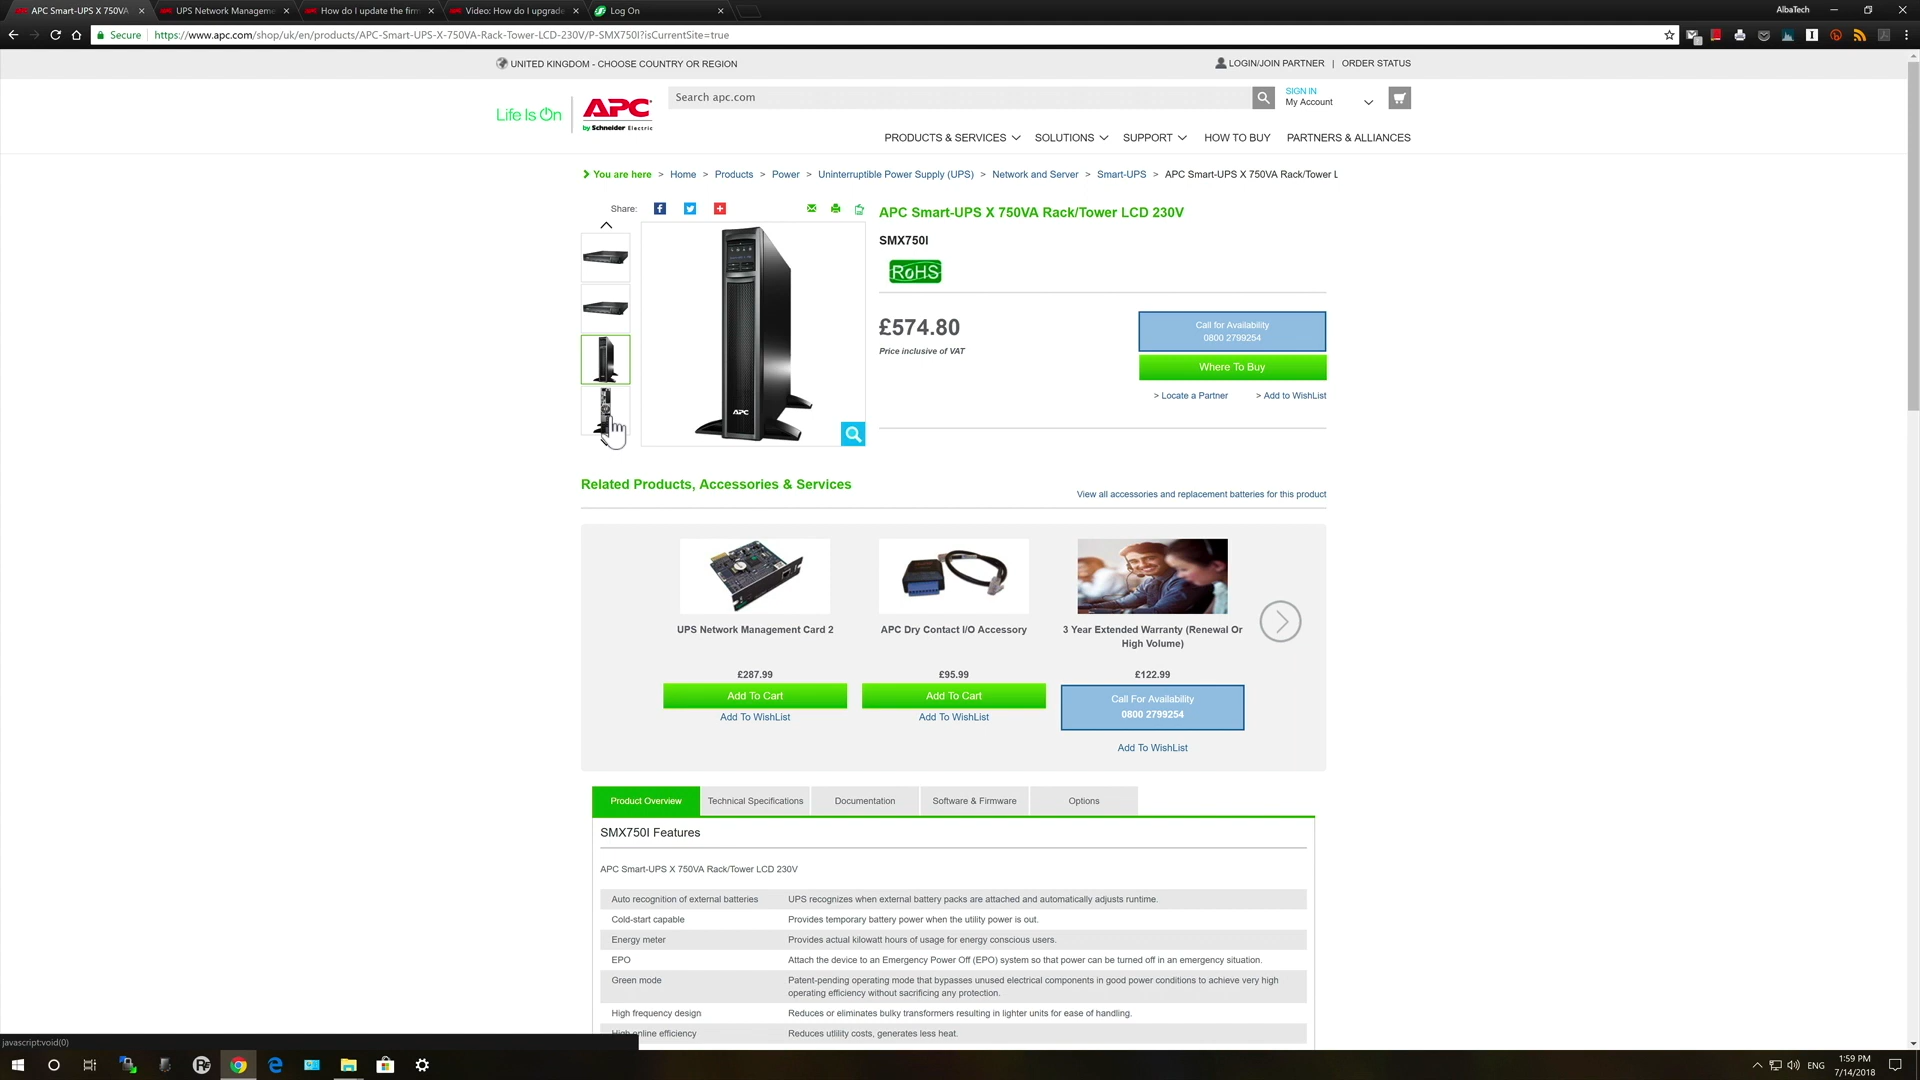 APC Smart-UPS X 750VA
UPS Network Manageme
How do I update the firm
Video: How do I upgrade
Log On
AlbaTech
Secure
https://www.apc.com/shop/uk/en/products/APC-Smart-UPS-X-750VA-Rack-Tower-LCD-230V/P-SMX750I?isCurrentSite=true
UNITED KINGDOM - CHOOSE COUNTRY OR REGION
LOGIN/JOIN PARTNER | ORDER STATUS
Life Is On
APC
by Schneider Electric
Search apc.com
SIGN IN
My Account
PRODUCTS & SERVICES
SOLUTIONS
SUPPORT
HOW TO BUY
PARTNERS & ALLIANCES
You are here > Home > Products > Power > Uninterruptible Power Supply (UPS) > Network and Server > Smart-UPS > APC Smart-UPS X 750VA Rack/Tower L
Share:
APC
APC Smart-UPS X 750VA Rack/Tower LCD 230V
SMX750I
RoHS
£574.80
Price inclusive of VAT
Call for Availability
0800 2799254
Where To Buy
> Locate a Partner
> Add to WishList
Related Products, Accessories & Services
View all accessories and replacement batteries for this product
UPS Network Management Card 2
£287.99
Add To Cart
Add To WishList
APC Dry Contact I/O Accessory
£95.99
Add To Cart
Add To WishList
3 Year Extended Warranty (Renewal Or
High Volume)
£122.99
Call For Availability
0800 2799254
Add To WishList
Product Overview
Technical Specifications
Documentation
Software & Firmware
Options
SMX750I Features
APC Smart-UPS X 750VA Rack/Tower LCD 230V
Auto recognition of external batteries
UPS recognizes when external battery packs are attached and automatically adjusts runtime.
Cold-start capable
Provides temporary battery power when the utility power is out.
Energy meter
Provides actual kilowatt hours of usage for energy conscious users.
EPO
Attach the device to an Emergency Power Off (EPO) system so that power can be turned off in an emergency situation.
Green mode
Patent-pending operating mode that bypasses unused electrical components in good power conditions to achieve very high
operating efficiency without sacrificing any protection.
High frequency design
Reduces or eliminates bulky transformers resulting in lighter units for ease of handling.
High online efficiency
Reduces utlility costs, generates less heat.
javascript:void(0)
ENG
1:59 PM
7/14/2018